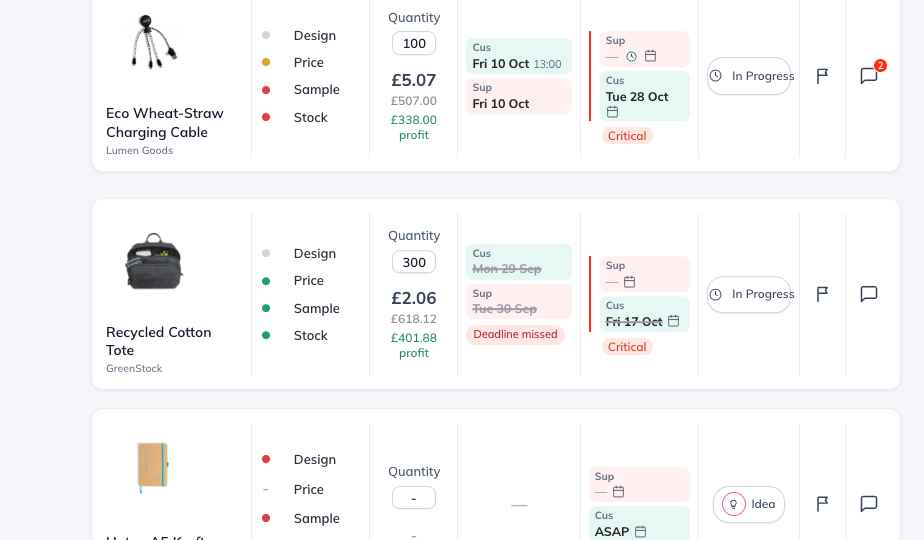 Eco Wheat-Straw
Charging Cable
Lumen Goods
Design
Price
Sample
Stock
Quantity
100
£5.07
£507.00
£338.00
profit
Cus
Fri 10 Oct 13:00
Sup
Fri 10 Oct
Sup
—
Cus
Tue 28 Oct
Critical
In Progress
2
Recycled Cotton
Tote
GreenStock
Design
Price
Sample
Stock
Quantity
300
£2.06
£618.12
£401.88
profit
Cus
Mon 29 Sep
Sup
Tue 30 Sep
Deadline missed
Sup
—
Cus
Fri 17 Oct
Critical
In Progress
Design
- Price
Sample
Quantity
-
-
—
Sup
—
Cus
ASAP
Idea